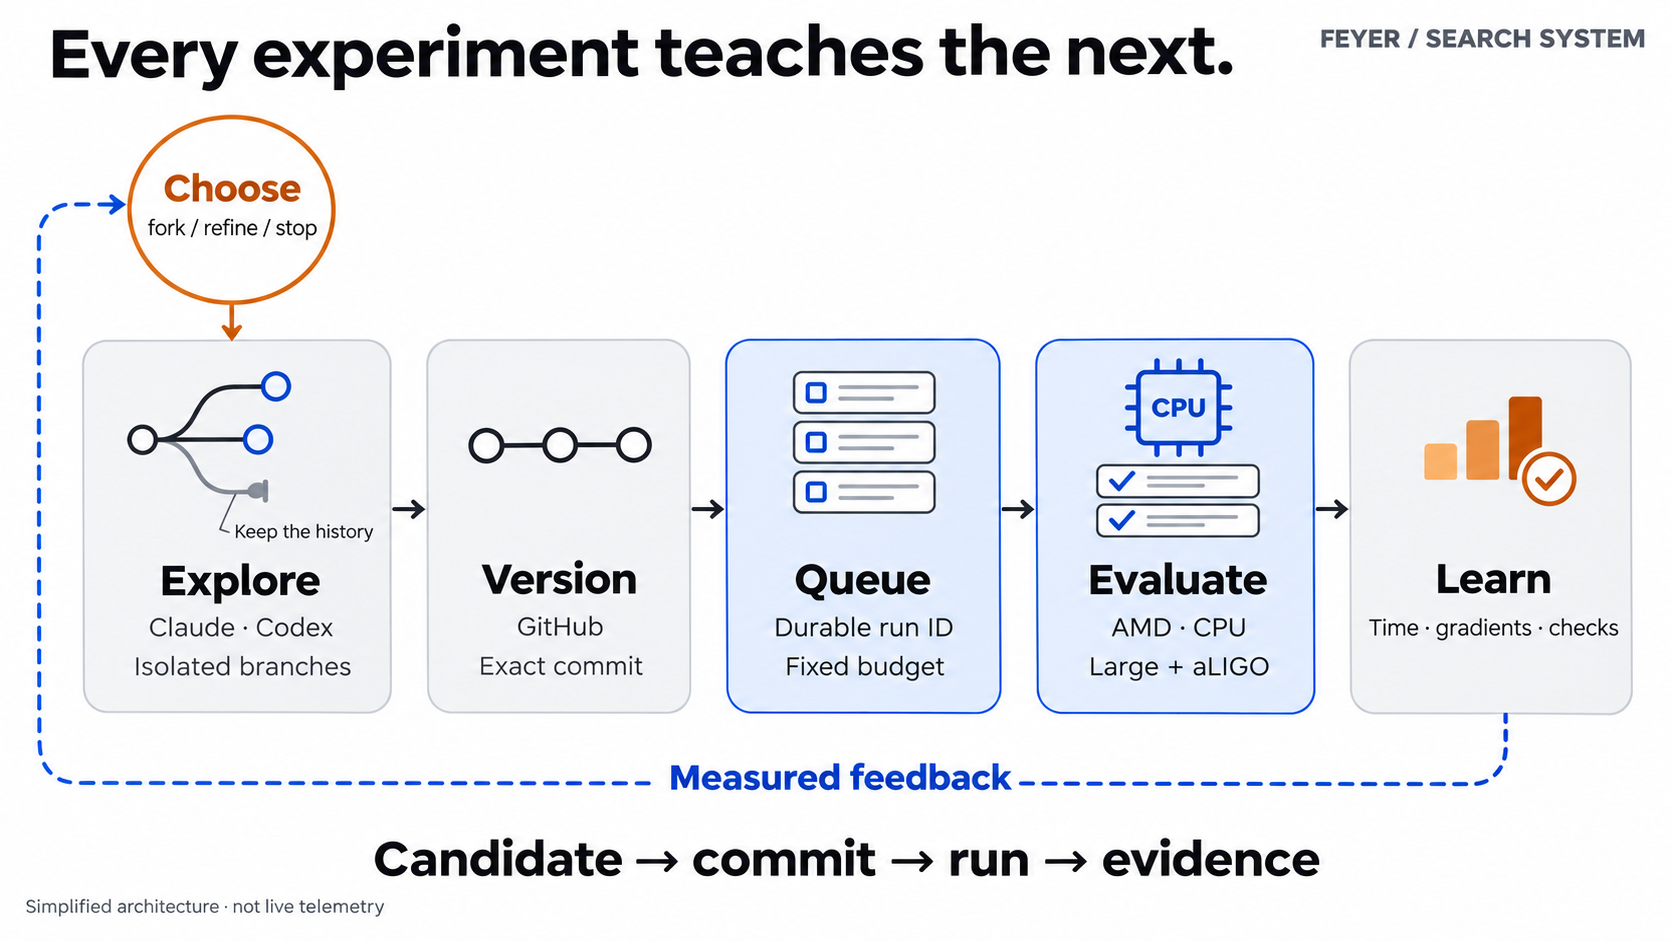 Every experiment teaches the next.
FEYER / SEARCH SYSTEM
Choose
fork / refine / stop
Keep the history
Explore
Claude · Codex
Isolated branches
Version
GitHub
Exact commit
Queue
Durable run ID
Fixed budget
CPU
Evaluate
AMD · CPU
Large + aLIGO
Learn
Time · gradients · checks
Measured feedback
Candidate → commit → run → evidence
Simplified architecture · not live telemetry